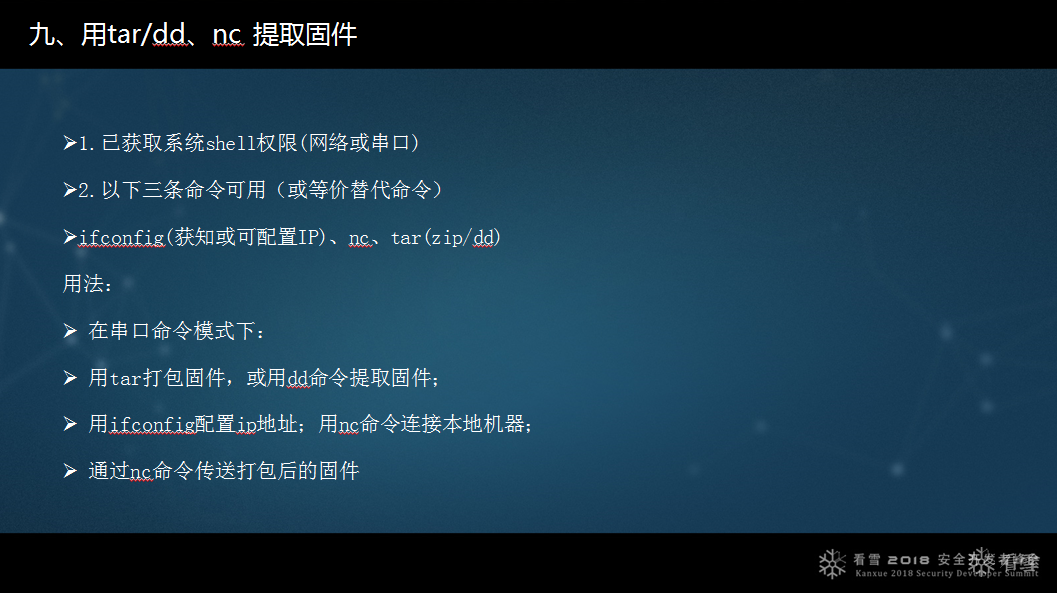 九、用tar/dd、nc 提取固件
➢1.已获取系统shell权限(网络或串口)
➢2.以下三条命令可用（或等价替代命令）
➢ifconfig(获知或可配置IP)、nc、tar(zip/dd)
用法：
➢ 在串口命令模式下：
➢ 用tar打包固件，或用dd命令提取固件；
➢ 用ifconfig配置ip地址；用nc命令连接本地机器；
➢ 通过nc命令传送打包后的固件
看雪 2018 安全开发者峰会
Kanxue 2018 Security Developer Summit
看雪